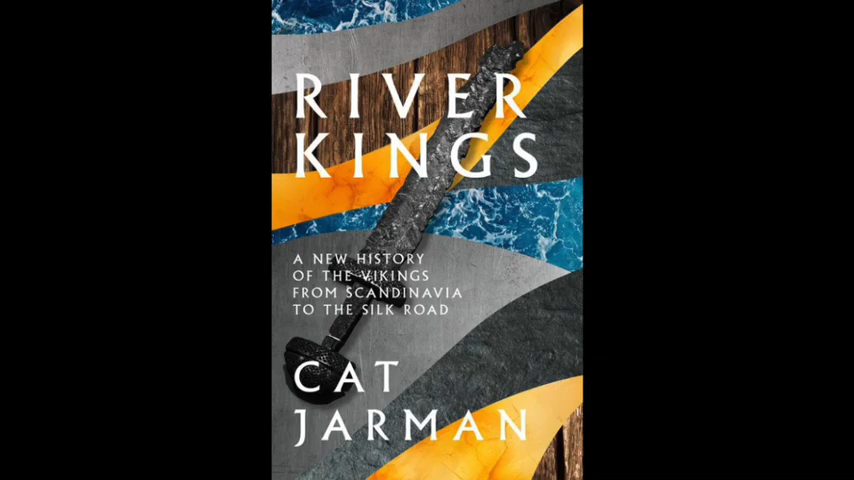 RIVER
KINGS
A NEW HISTORY
OF THE VIKINGS
FROM SCANDINAVIA
TO THE SILK ROAD
CAT
JARMAN